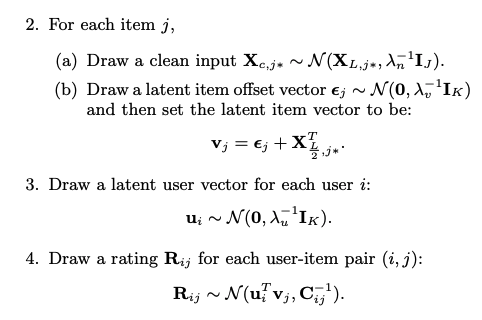 2. For each item j,
(a) Draw a clean input X_{c,j*} ∼ N(X_{L,j*}, λ_n^{-1} I_J).
(b) Draw a latent item offset vector ϵ_j ∼ N(0, λ_v^{-1} I_K)
and then set the latent item vector to be:
v_j = ϵ_j + X^T_{L/2,j*}.
3. Draw a latent user vector for each user i:
u_i ∼ N(0, λ_u^{-1} I_K).
4. Draw a rating R_{ij} for each user-item pair (i, j):
R_{ij} ∼ N(u_i^T v_j, C_{ij}^{-1}).